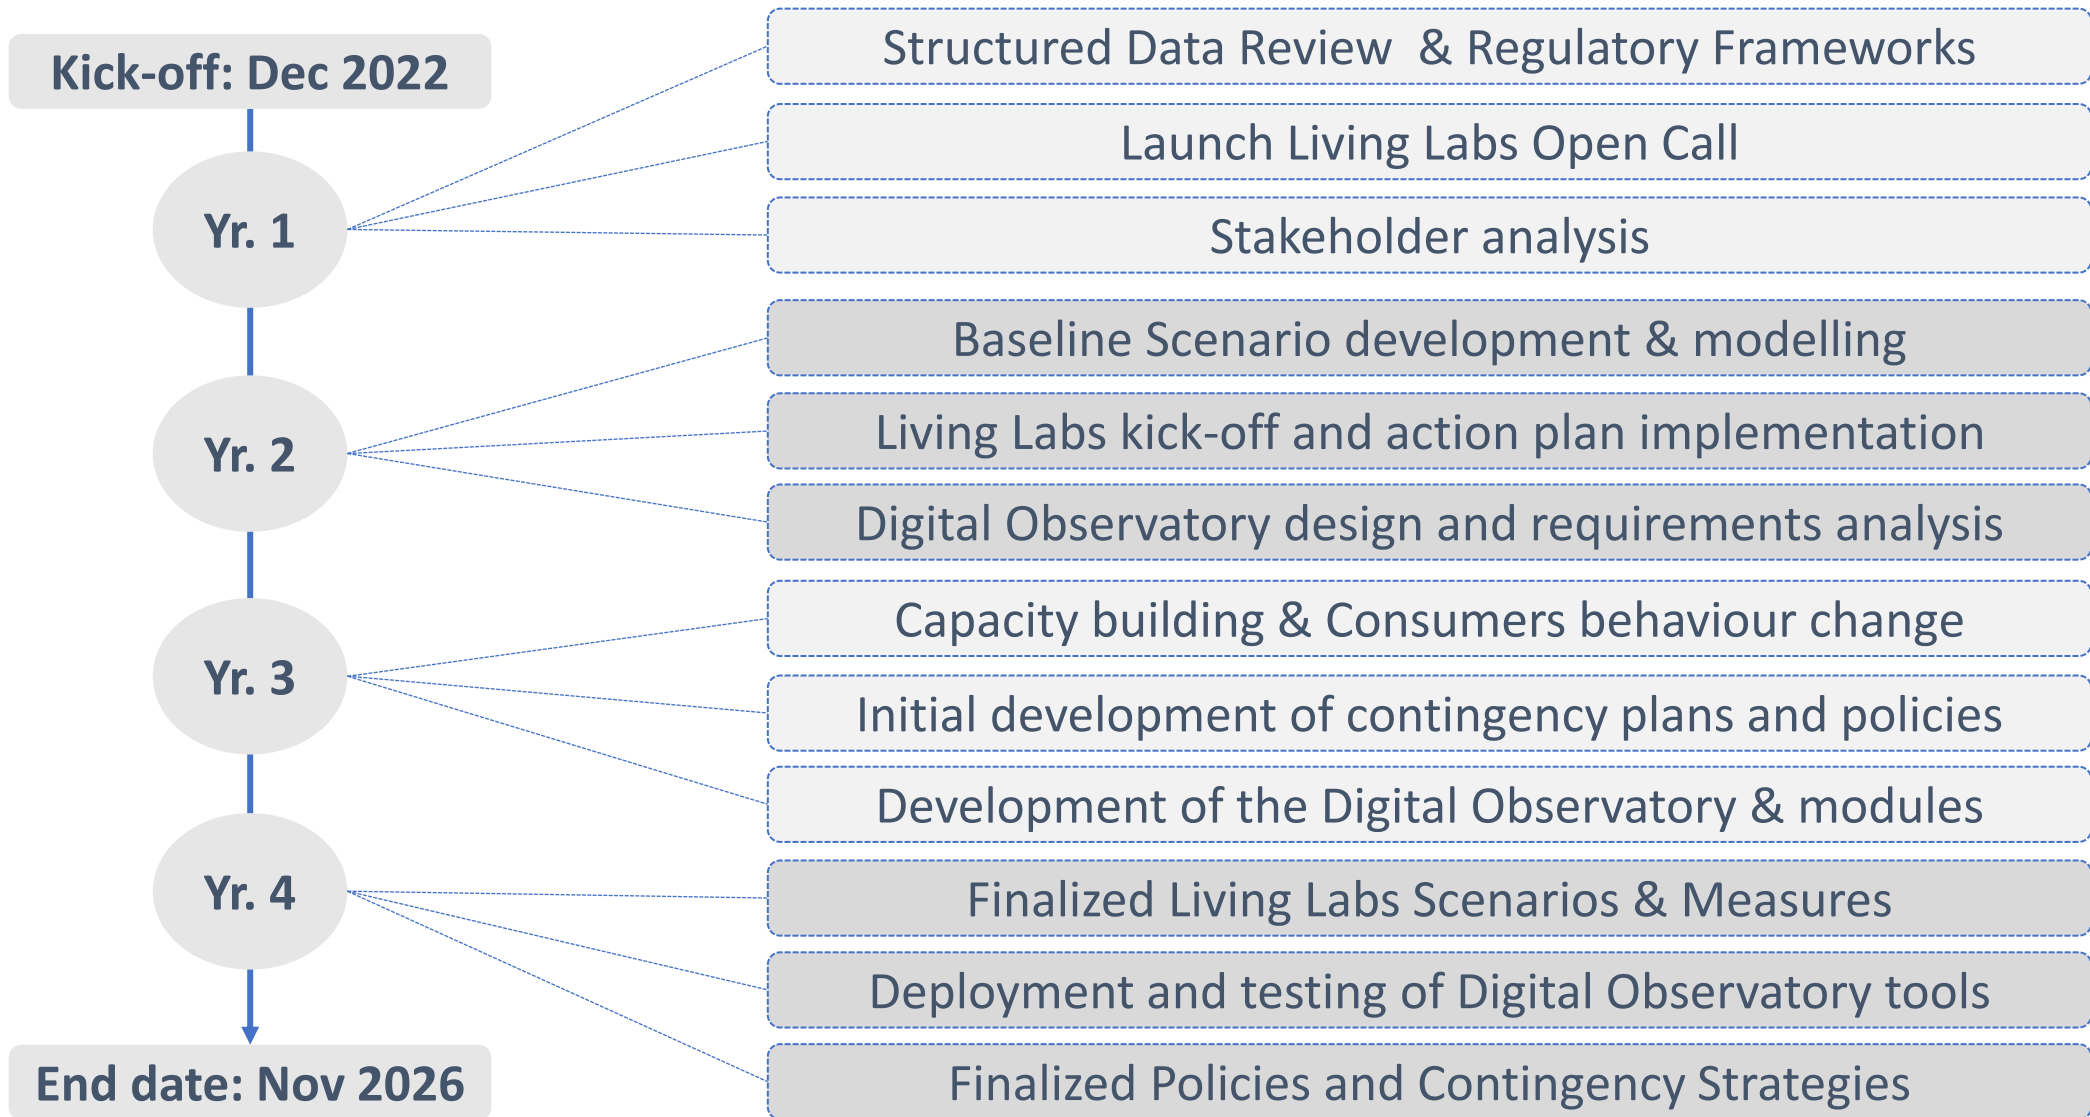 Kick-off: Dec 2022
Yr. 1
Structured Data Review  & Regulatory Frameworks
Launch Living Labs Open Call
Stakeholder analysis
Yr. 2
Baseline Scenario development & modelling
Living Labs kick-off and action plan implementation
Digital Observatory design and requirements analysis
Yr. 3
Capacity building & Consumers behaviour change
Initial development of contingency plans and policies
Development of the Digital Observatory & modules
Yr. 4
Finalized Living Labs Scenarios & Measures
Deployment and testing of Digital Observatory tools
Finalized Policies and Contingency Strategies
End date: Nov 2026